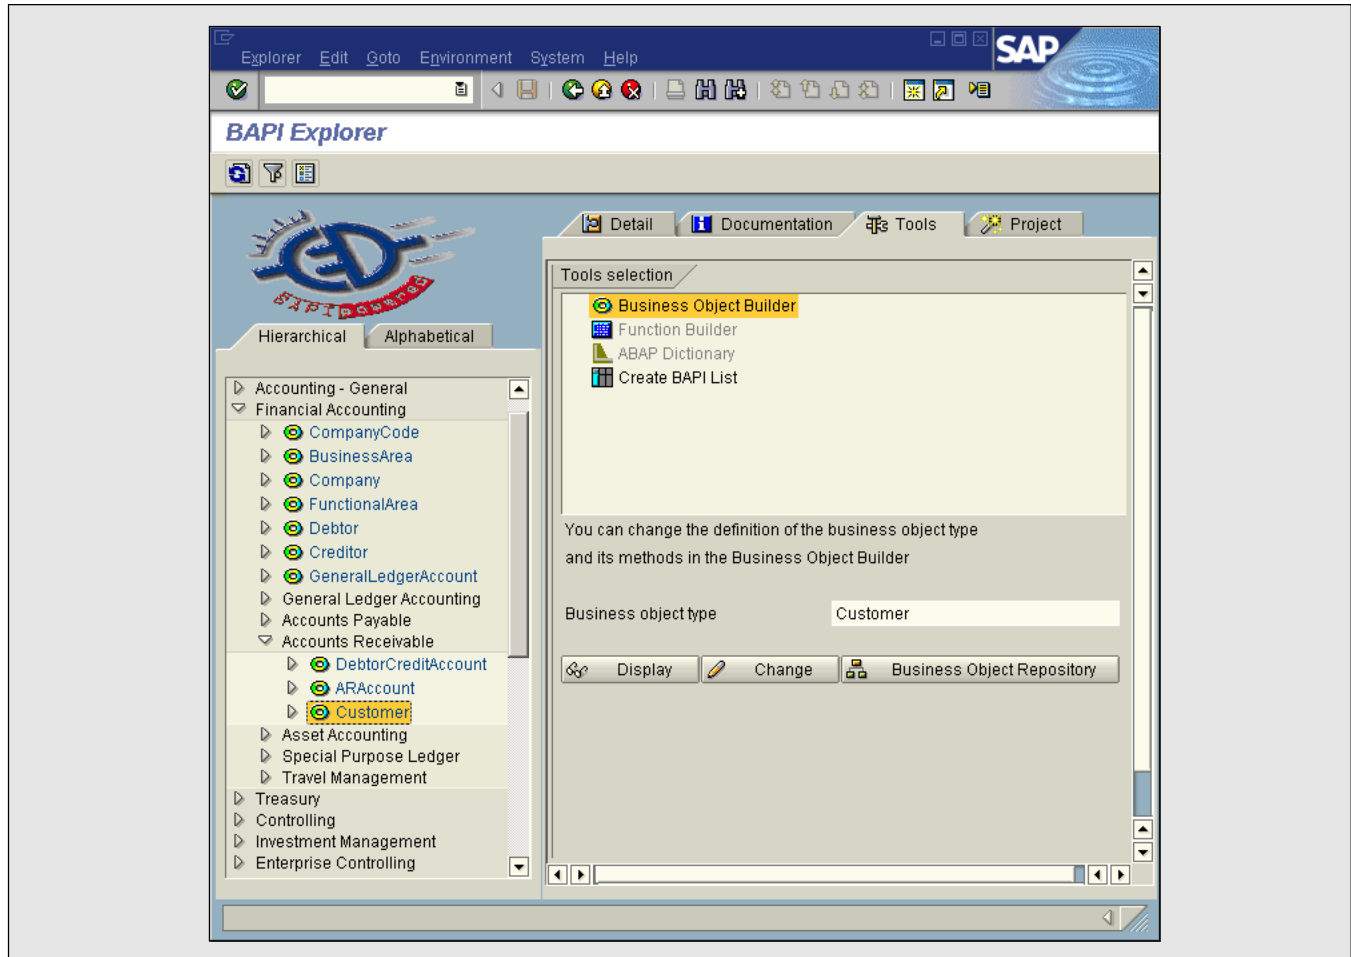 Explorer Edit Goto Environment System Help
SAP
BAPI Explorer
BAPI powered
Hierarchical Alphabetical
Accounting - General
Financial Accounting
CompanyCode
BusinessArea
Company
FunctionalArea
Debtor
Creditor
GeneralLedgerAccount
General Ledger Accounting
Accounts Payable
Accounts Receivable
DebtorCreditAccount
ARAccount
Customer
Asset Accounting
Special Purpose Ledger
Travel Management
Treasury
Controlling
Investment Management
Enterprise Controlling
Detail Documentation Tools Project
Tools selection
Business Object Builder
Function Builder
ABAP Dictionary
Create BAPI List
You can change the definition of the business object type
and its methods in the Business Object Builder
Business object type Customer
Display Change Business Object Repository